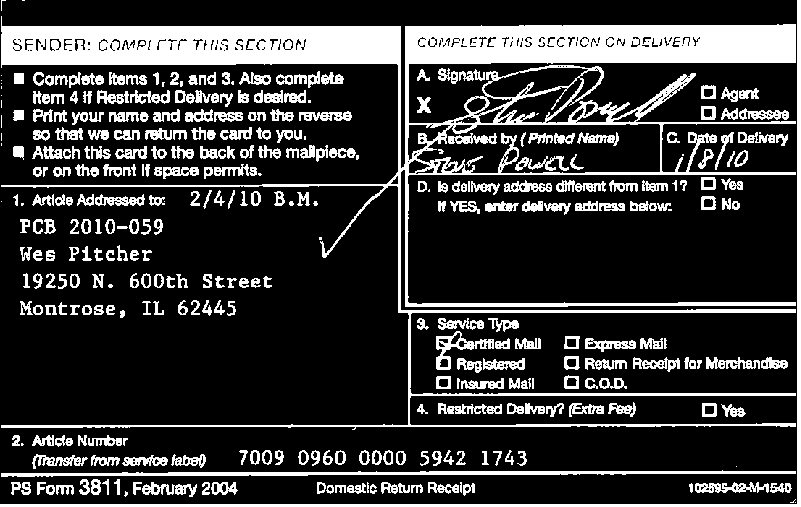 SENDER: COMPLETE THIS SECTION
■ Complete items 1, 2, and 3. Also complete
item 4 if Restricted Delivery is desired.
■ Print your name and address on the reverse
so that we can return the card to you.
■ Attach this card to the back of the mailpiece,
or on the front if space permits.
1. Article Addressed to: 2/4/10 B.M.
PCB 2010-059
Wes Pitcher
19250 N. 600th Street
Montrose, IL 62445
COMPLETE THIS SECTION ON DELIVERY
A. Signature
X Steve Powell
☐ Agent
☐ Addressee
B. Received by (Printed Name)
STEVE POWELL
C. Date of Delivery
1/8/10
D. Is delivery address different from item 1? ☐ Yes
If YES, enter delivery address below: ☐ No
3. Service Type
☑ Certified Mail ☐ Express Mail
☐ Registered ☐ Return Receipt for Merchandise
☐ Insured Mail ☐ C.O.D.
4. Restricted Delivery? (Extra Fee) ☐ Yes
2. Article Number
(Transfer from service label) 7009 0960 0000 5942 1743
PS Form 3811, February 2004 Domestic Return Receipt 102595-02-M-1540